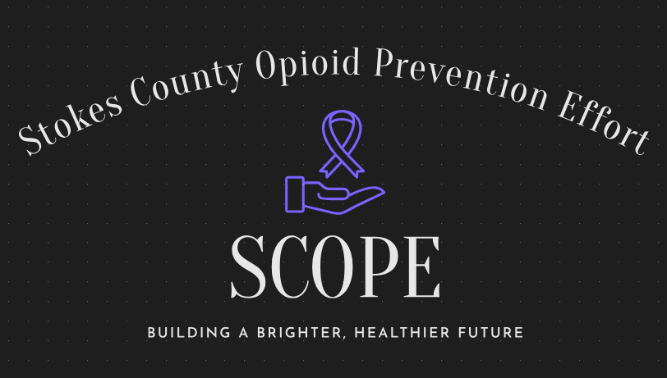 Stokes County Opioid Prevention Effort
SCOPE
BUILDING A BRIGHTER, HEALTHIER FUTURE